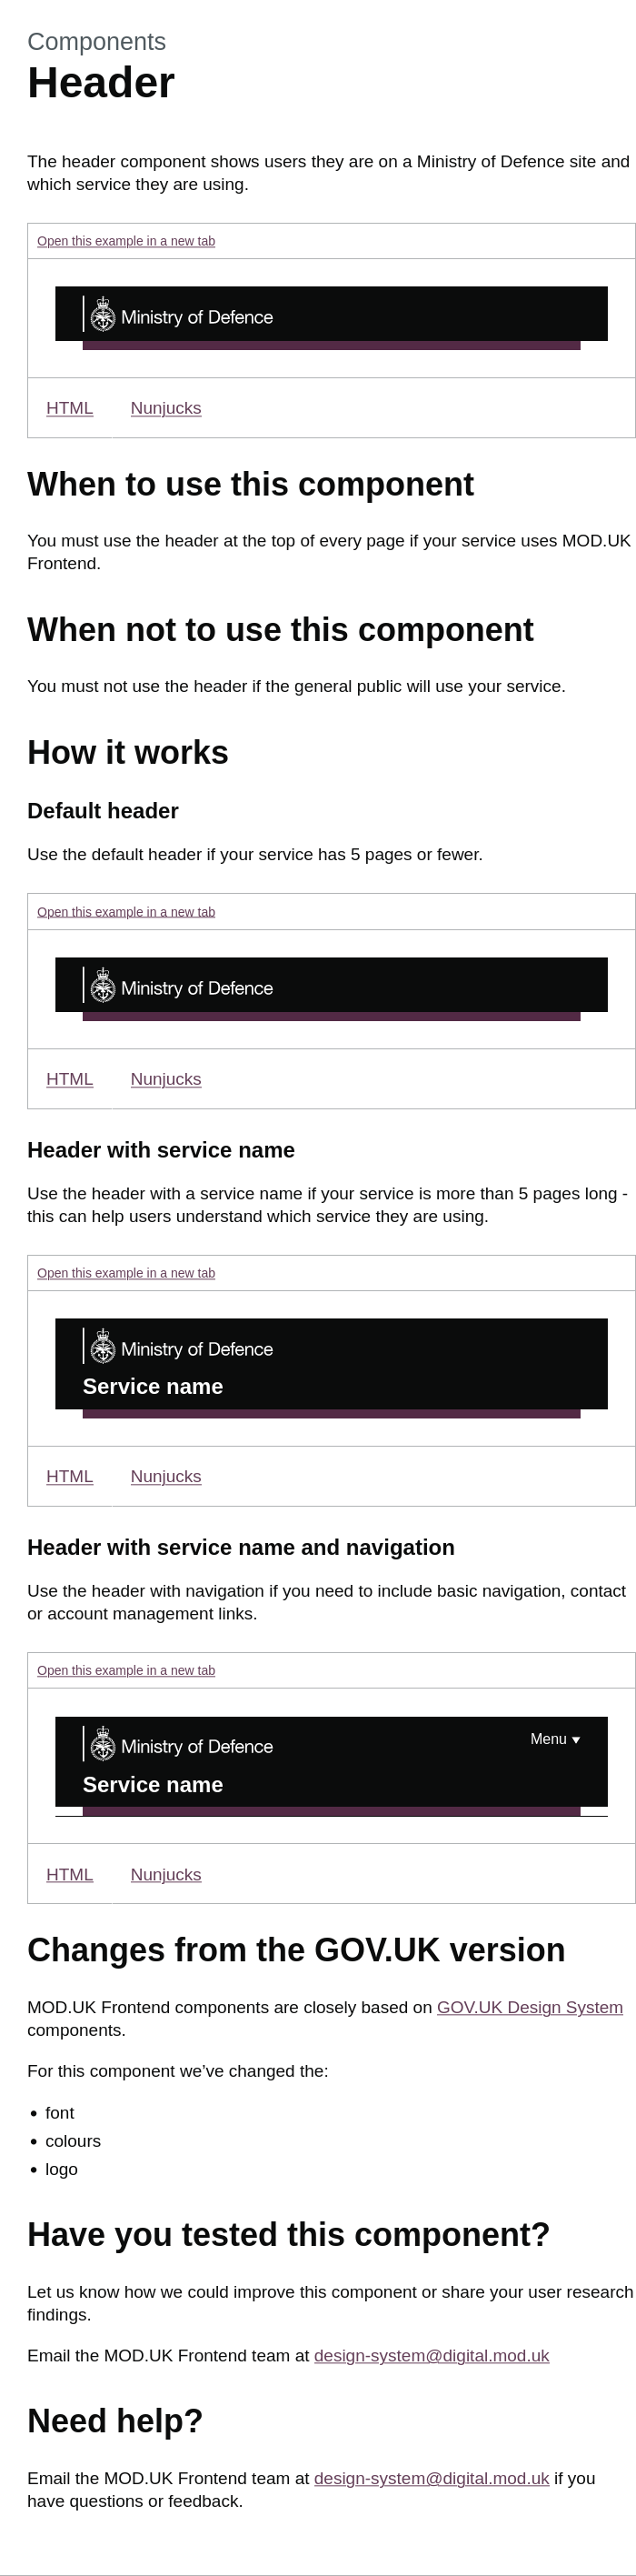 Components
Header
The header component shows users they are on a Ministry of Defence site and
which service they are using.
Open this example in a new tab
Ministry of Defence
HTML Nunjucks
When to use this component
You must use the header at the top of every page if your service uses MOD.UK
Frontend.
When not to use this component
You must not use the header if the general public will use your service.
How it works
Default header
Use the default header if your service has 5 pages or fewer.
Open this example in a new tab
Ministry of Defence
HTML Nunjucks
Header with service name
Use the header with a service name if your service is more than 5 pages long -
this can help users understand which service they are using.
Open this example in a new tab
Ministry of Defence
Service name
HTML Nunjucks
Header with service name and navigation
Use the header with navigation if you need to include basic navigation, contact
or account management links.
Open this example in a new tab
Ministry of Defence Menu
Service name
HTML Nunjucks
Changes from the GOV.UK version
MOD.UK Frontend components are closely based on GOV.UK Design System
components.
For this component we’ve changed the:
• font
• colours
• logo
Have you tested this component?
Let us know how we could improve this component or share your user research
findings.
Email the MOD.UK Frontend team at design-system@digital.mod.uk
Need help?
Email the MOD.UK Frontend team at design-system@digital.mod.uk if you
have questions or feedback.